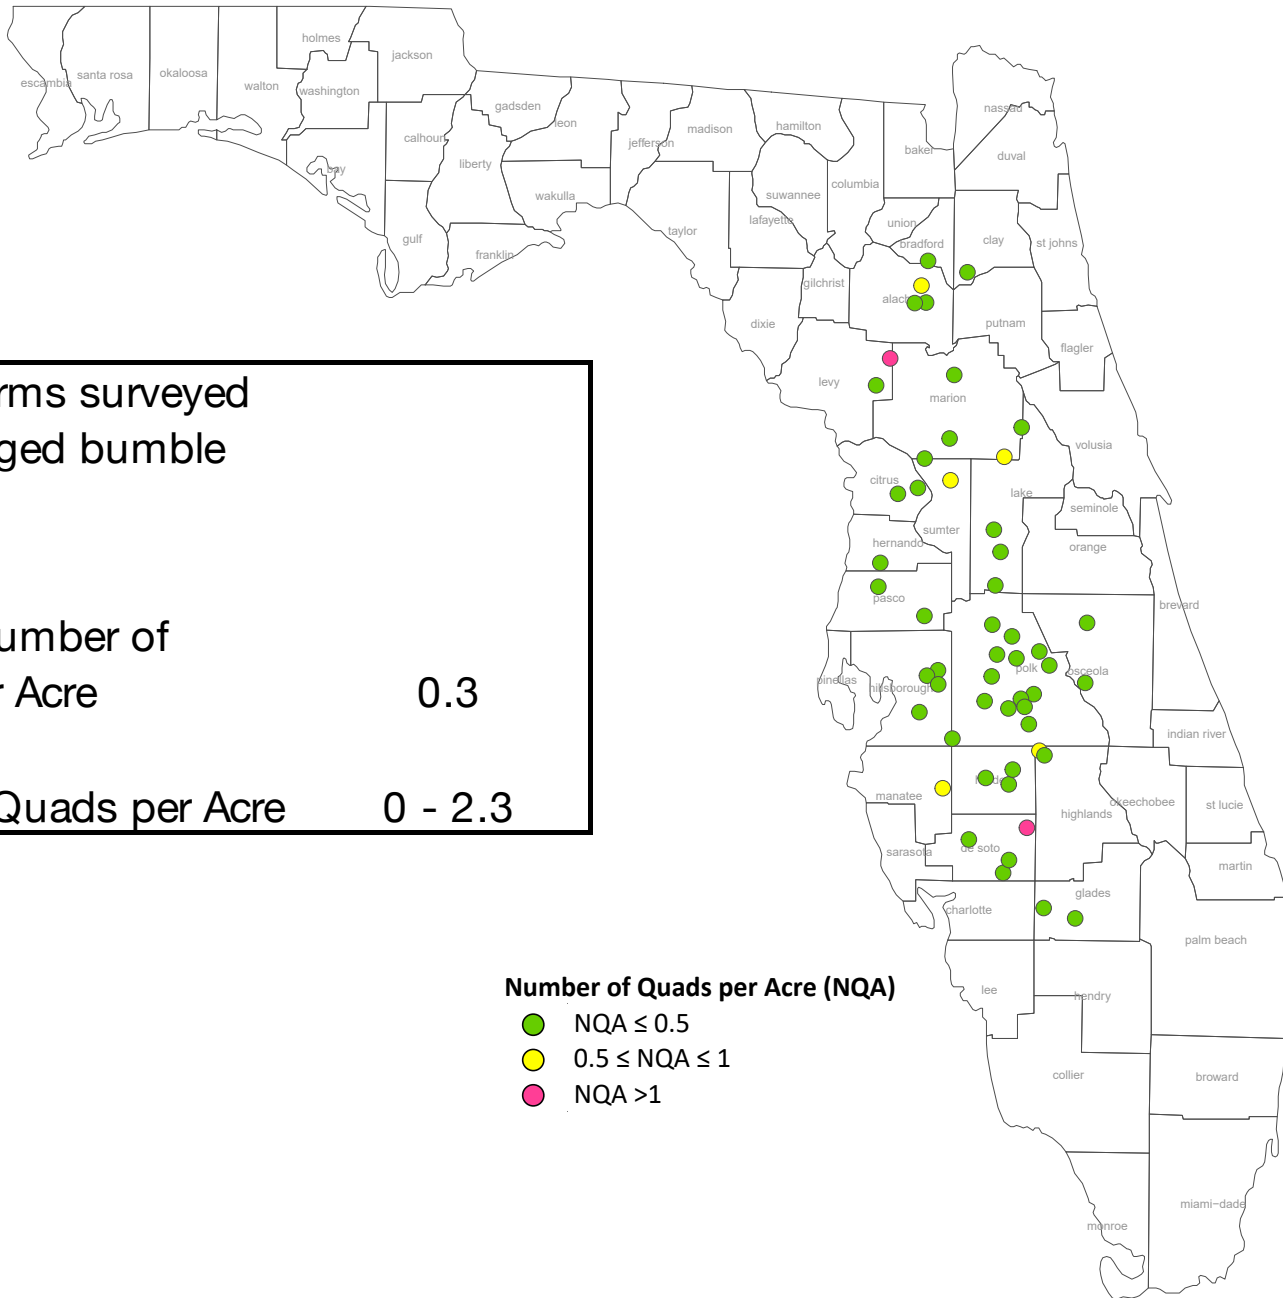 holmes
jackson
santa rosa
okaloosa
escambia
walton
washington
gadsden
leon
nassau
madison
hamilton
calhoun
jefferson
baker
duval
liberty
bay
columbia
suwannee
wakulla
lafayette
union
taylor
gulf
bradford
clay
st johns
franklin
gilchrist
alach
dixie
putnam
flagler
levy
marion
rms surveyed
ged bumble
volusia
citrus
lake
seminole
sumter
hernando
orange
pasco
brevard
umber of
r Acre 0.3
polk
osceola
pinellas
hillsborough
indian river
Quads per Acre 0 - 2.3
manatee
okeechobee
st lucie
highlands
sarasota
de soto
martin
glades
charlotte
palm beach
Number of Quads per Acre (NQA)
NQA ≤ 0.5
0.5 ≤ NQA ≤ 1
NQA >1
lee
hendry
collier
broward
miami-dade
monroe